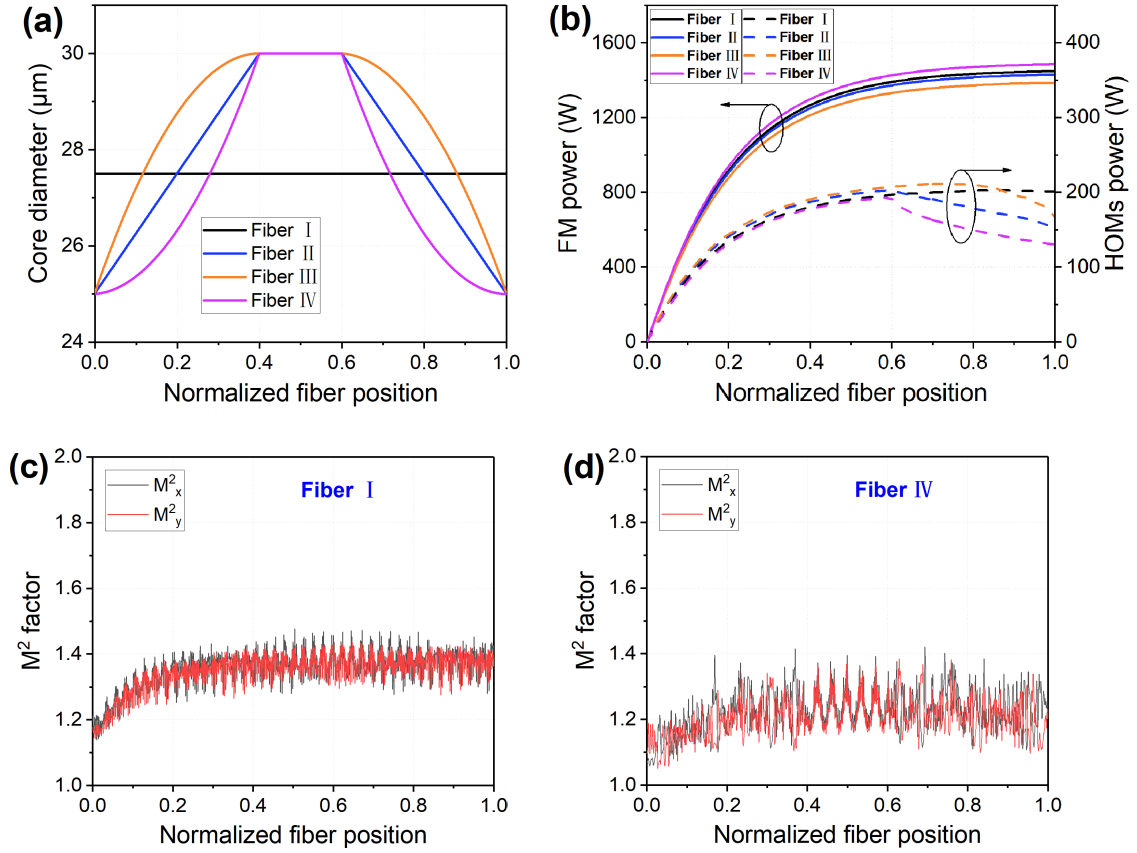 (a)
30
28
26
24
Core diameter (μm)
Fiber Ⅰ
Fiber Ⅱ
Fiber Ⅲ
Fiber Ⅳ
0.0 0.2 0.4 0.6 0.8 1.0
Normalized fiber position
(b)
1600
1200
800
400
0
FM power (W)
Fiber Ⅰ Fiber Ⅰ
Fiber Ⅱ Fiber Ⅱ
Fiber Ⅲ Fiber Ⅲ
Fiber Ⅳ Fiber Ⅳ
400
300
200
100
0
HOMs power (W)
0.0 0.2 0.4 0.6 0.8 1.0
Normalized fiber position
(c)
2.0
1.8
1.6
1.4
1.2
1.0
M² factor
M²x
M²y
Fiber Ⅰ
0.0 0.2 0.4 0.6 0.8 1.0
Normalized fiber position
(d)
2.0
1.8
1.6
1.4
1.2
1.0
M² factor
M²x
M²y
Fiber Ⅳ
0.0 0.2 0.4 0.6 0.8 1.0
Normalized fiber position